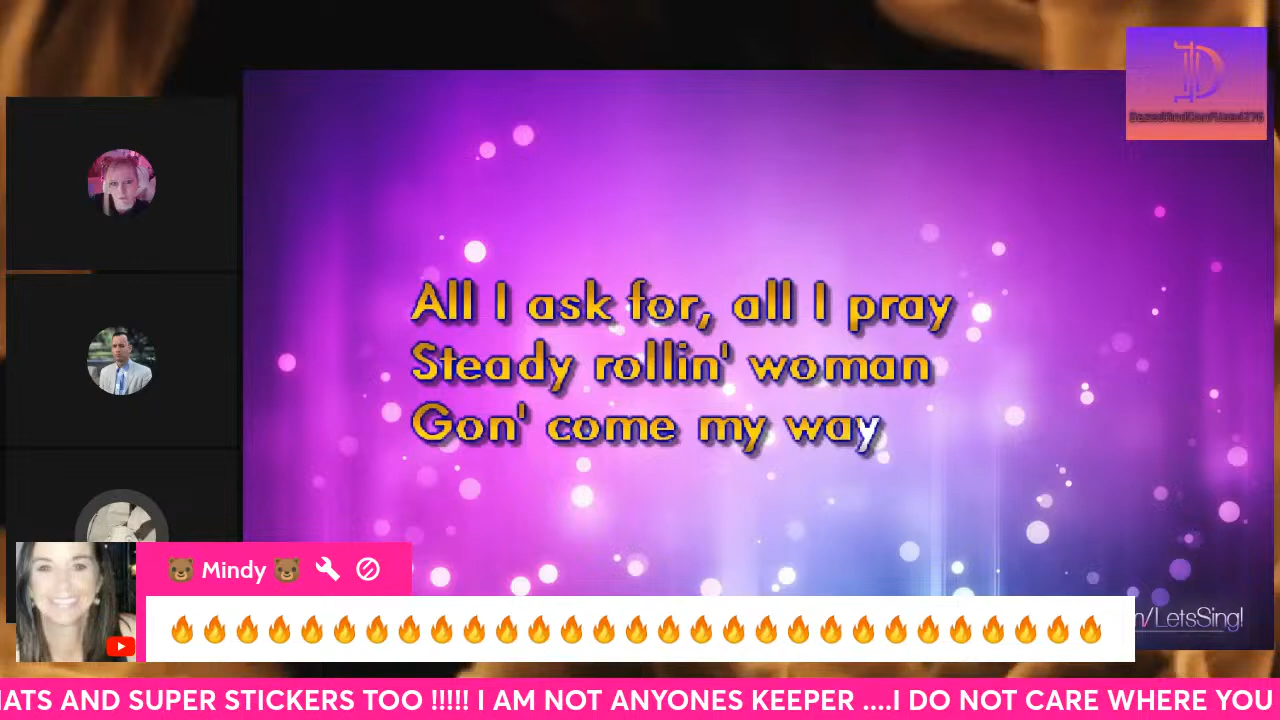 All I ask for, all I pray
Steady rollin' woman
Gon' come my way
n/LetsSing!
🐻 Mindy 🐻
🔥🔥🔥🔥🔥🔥🔥🔥🔥🔥🔥🔥🔥🔥🔥🔥🔥🔥🔥🔥🔥🔥🔥🔥🔥🔥🔥🔥🔥
HATS AND SUPER STICKERS TOO !!!!! I AM NOT ANYONES KEEPER ....I DO NOT CARE WHERE YOU